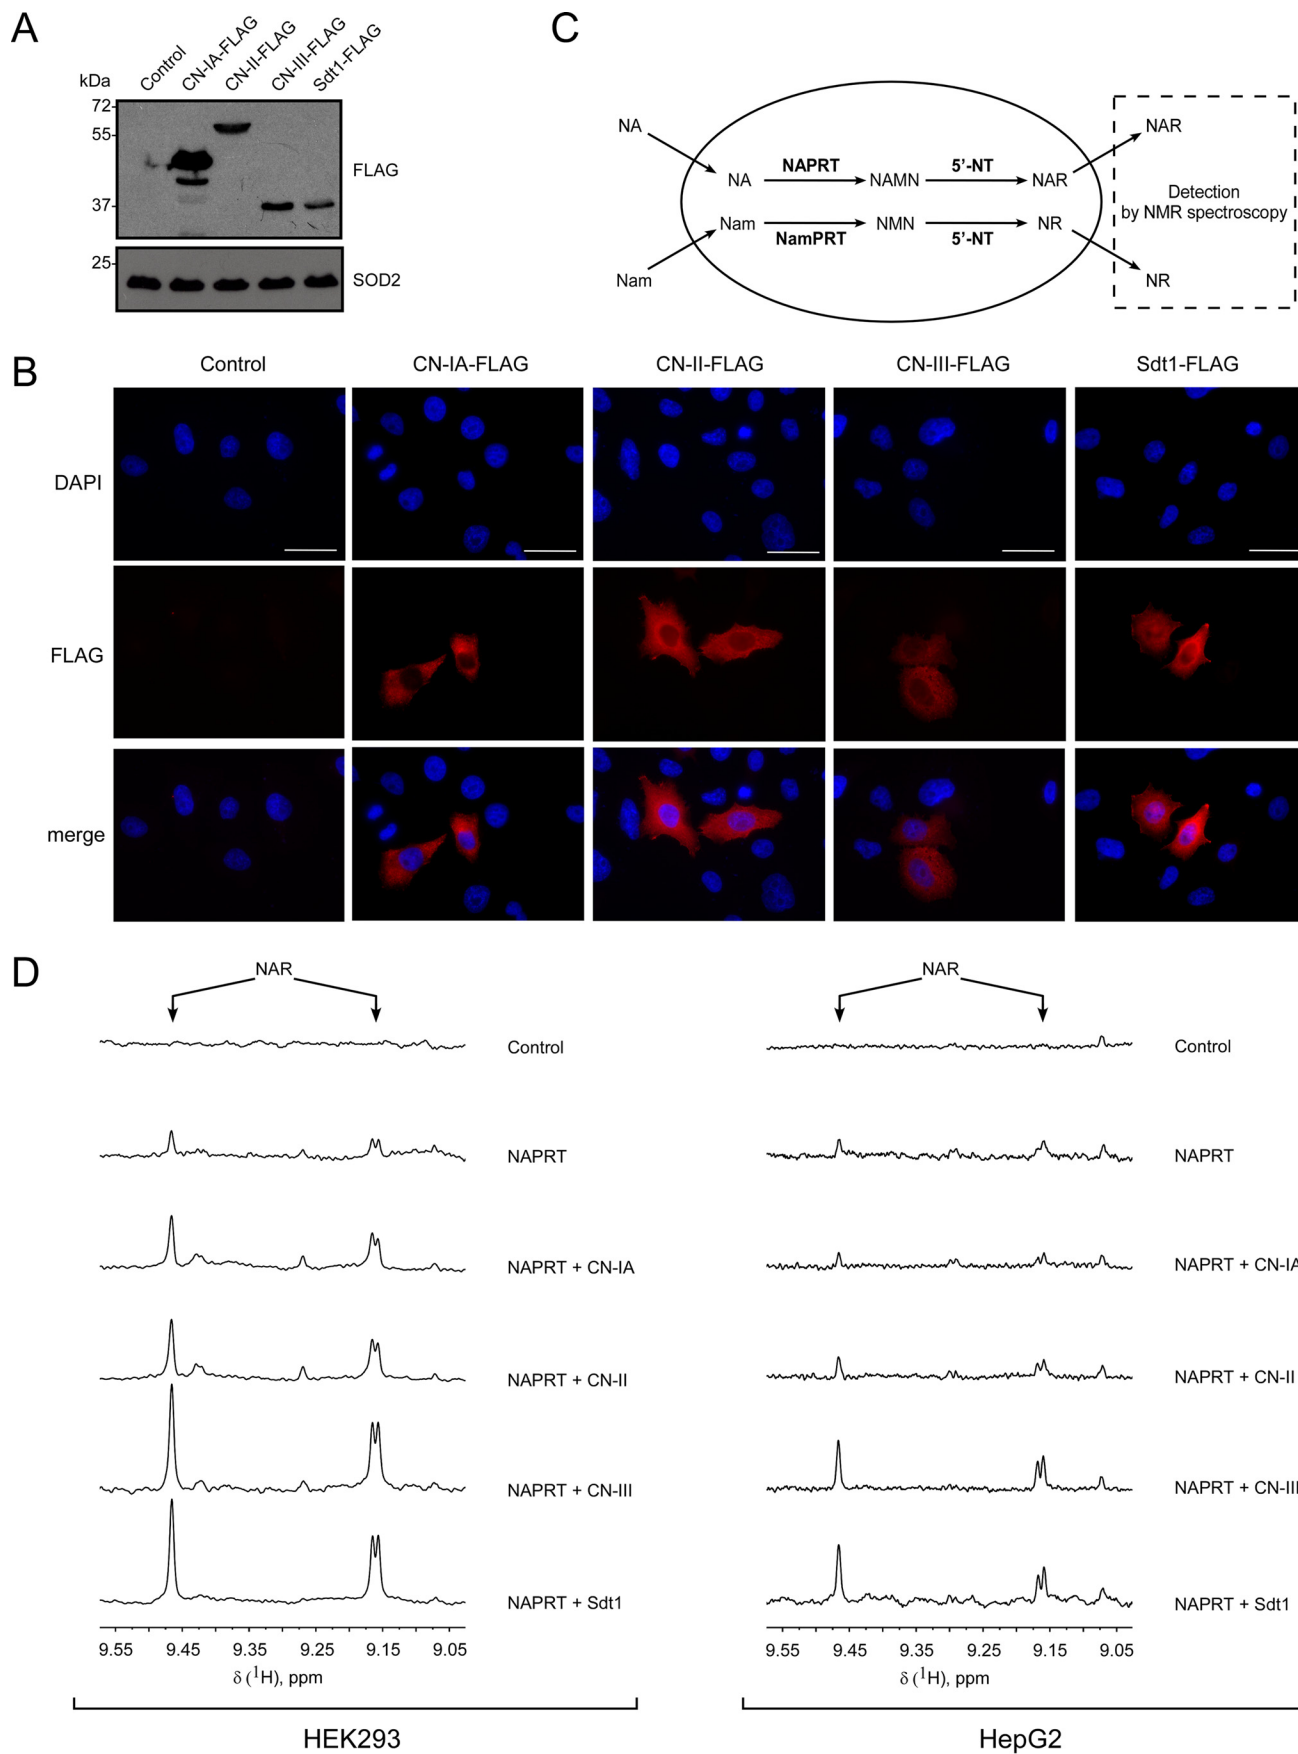 A
Control
CN-IA-FLAG
CN-II-FLAG
CN-III-FLAG
Sdt1-FLAG
kDa
72
55
37
25
FLAG
SOD2
C
NA
NA
NAPRT
NAMN
5’-NT
NAR
NAR
Nam
Nam
NamPRT
NMN
5’-NT
NR
NR
Detection
by NMR spectroscopy
B
Control
CN-IA-FLAG
CN-II-FLAG
CN-III-FLAG
Sdt1-FLAG
DAPI
FLAG
merge
D
NAR
Control
NAPRT
NAPRT + CN-IA
NAPRT + CN-II
NAPRT + CN-III
NAPRT + Sdt1
9.55 9.45 9.35 9.25 9.15 9.05
δ (¹H), ppm
HEK293
NAR
Control
NAPRT
NAPRT + CN-IA
NAPRT + CN-II
NAPRT + CN-III
NAPRT + Sdt1
9.55 9.45 9.35 9.25 9.15 9.05
δ (¹H), ppm
HepG2